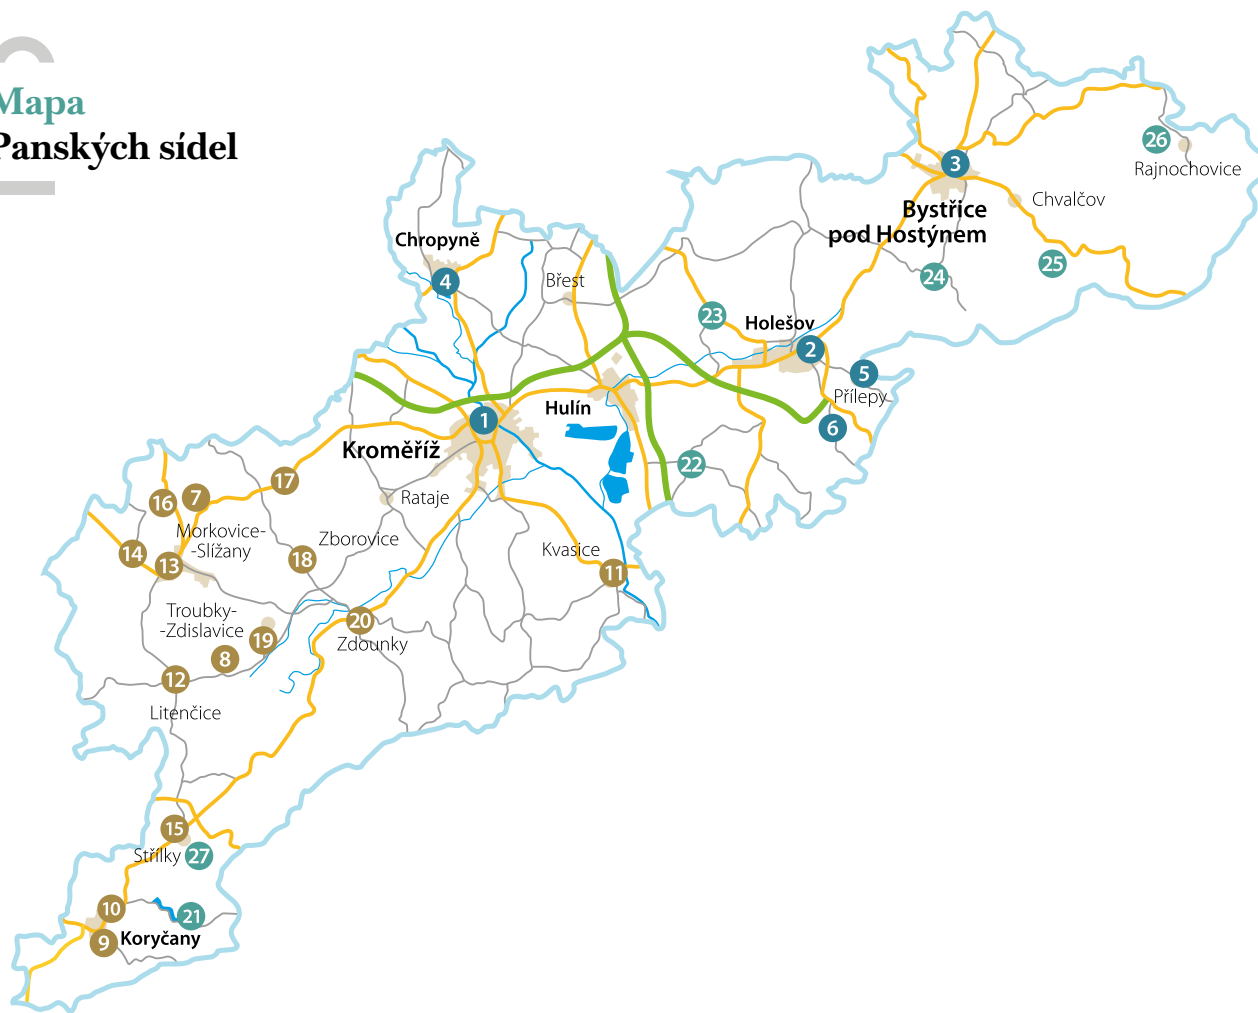 Mapa
Panských sídel
3
26
Rajnochovice
Chvalčov
Bystřice
pod Hostýnem
Chropyně
4
Břest
24
25
23
Holešov
2
5
Přílepy
6
1
Hulín
Kroměříž
22
17
16
7
Rataje
Morkovice-
-Slížany
Zborovice
14
13
18
Kvasice
11
Troubky-
-Zdislavice
20
19
Zdounky
8
12
Litenčice
15
Střílky
27
10
21
9
Koryčany